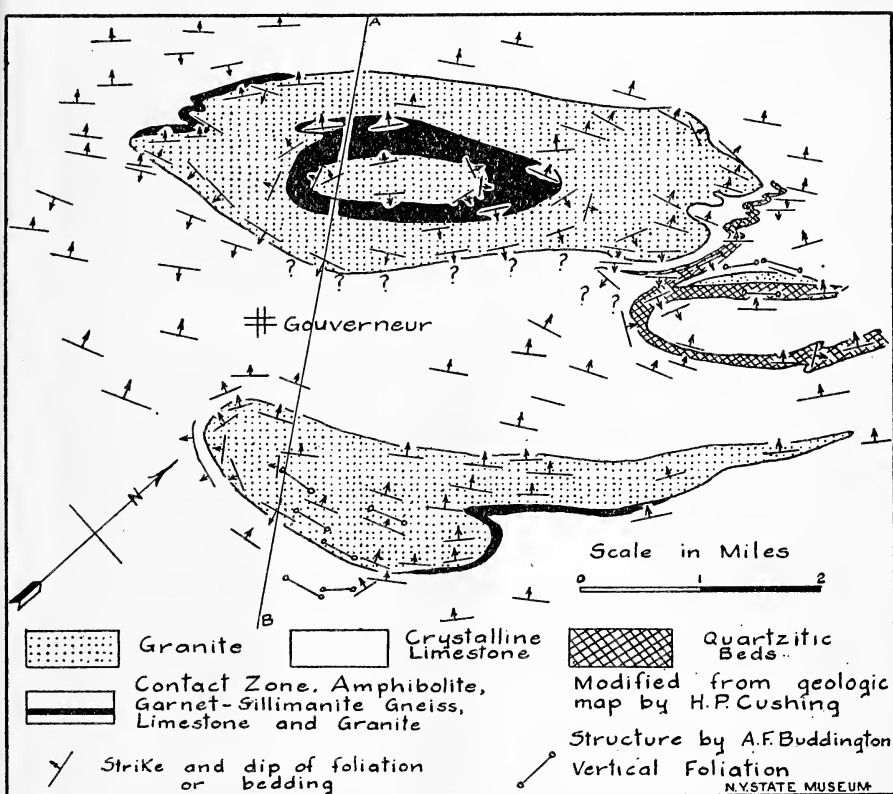 A
? ? ? ? ? ?
? ?
Gouverneur
N
Scale in Miles
0 1 2
B
Granite
Crystalline
Limestone
Quartzitic
Beds
Contact Zone. Amphibolite,
Garnet-Sillimanite Gneiss,
Limestone and Granite
Modified from geologic
map by H.P. Cushing
Structure by A.F. Buddington
Strike and dip of foliation
or bedding
Vertical Foliation
N.Y. STATE MUSEUM